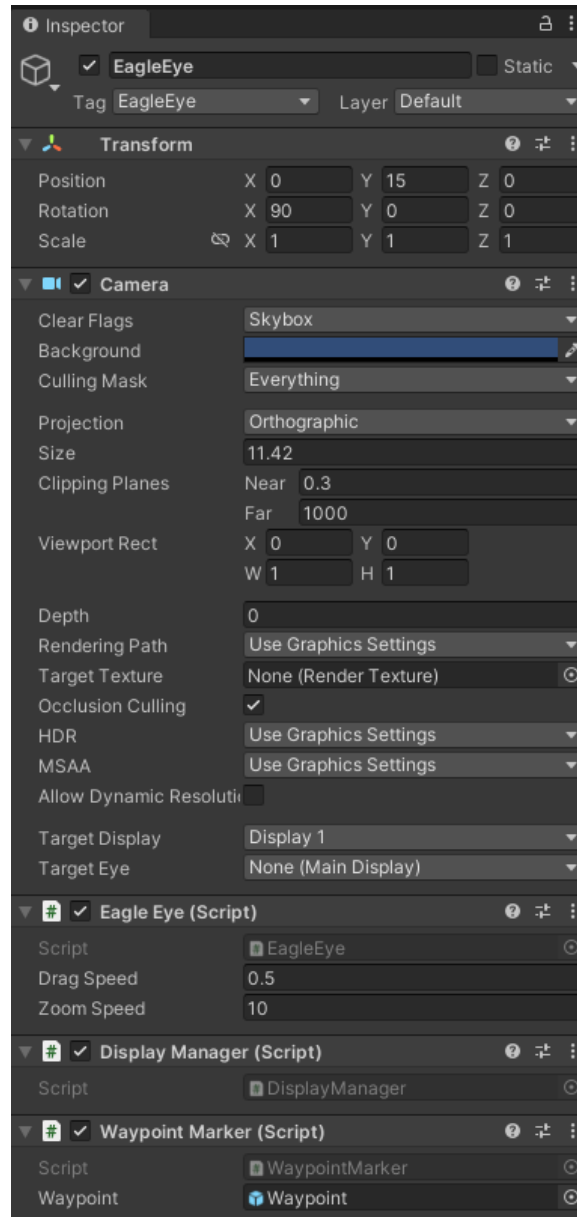 Inspector
EagleEye Static
Tag EagleEye Layer Default
Transform
Position X 0 Y 15 Z 0
Rotation X 90 Y 0 Z 0
Scale X 1 Y 1 Z 1
Camera
Clear Flags Skybox
Background
Culling Mask Everything
Projection Orthographic
Size 11.42
Clipping Planes Near 0.3
Far 1000
Viewport Rect X 0 Y 0
W 1 H 1
Depth 0
Rendering Path Use Graphics Settings
Target Texture None (Render Texture)
Occlusion Culling
HDR Use Graphics Settings
MSAA Use Graphics Settings
Allow Dynamic Resoluti
Target Display Display 1
Target Eye None (Main Display)
# Eagle Eye (Script)
Script EagleEye
Drag Speed 0.5
Zoom Speed 10
# Display Manager (Script)
Script DisplayManager
# Waypoint Marker (Script)
Script WaypointMarker
Waypoint Waypoint